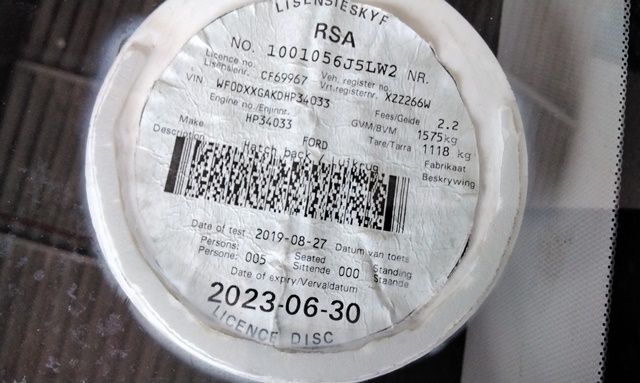 LISENSIESKYF
RSA
NO. 1001056J5LW2 NR.
Licence no. CF69967 Veh. register no. XZZ266W
Lisensienr. Vrt.registernr.
VIN WF0DXXGAKDHP34033 Fees/Gelde 2.2
Engine no./Enjinnr. GVM/BVM 1575kg
HP34033 Tare/Tarra 1118 kg
Make FORD Fabrikaat
Description Hatch back / Luikrug Beskrywing
Date of test 2019-08-27 Datum van toets
Persons: 005 Seated 000 Standing
Persone: Sittende Staande
Date of expiry/Vervaldatum
2023-06-30
LICENCE DISC